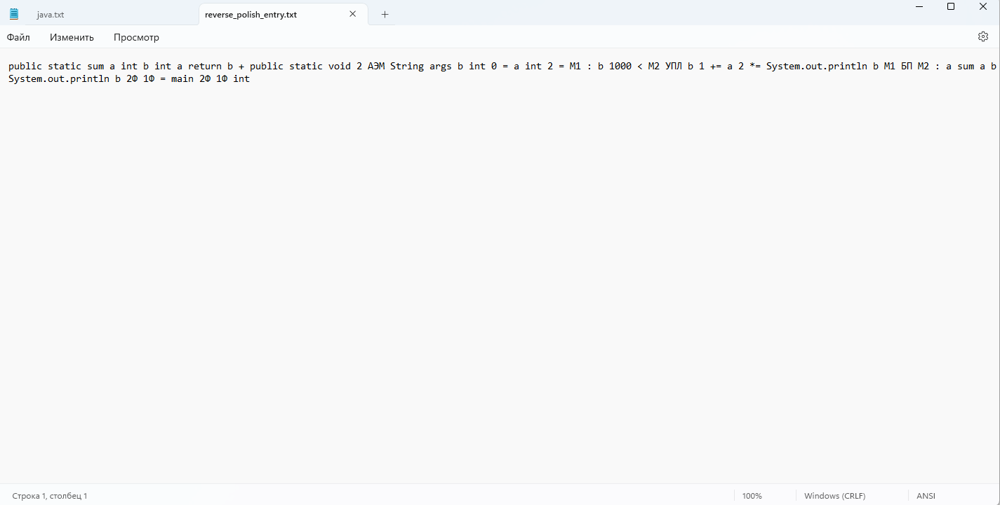 java.txt
reverse_polish_entry.txt
Файл Изменить Просмотр
public static sum a int b int a return b + public static void 2 АЭМ String args b int 0 = a int 2 = М1 : b 1000 < М2 УПЛ b 1 += a 2 *= System.out.println b М1 БП М2 : a sum a b
System.out.println b 2Ф 1Ф = main 2Ф 1Ф int
Строка 1, столбец 1
100%
Windows (CRLF)
ANSI